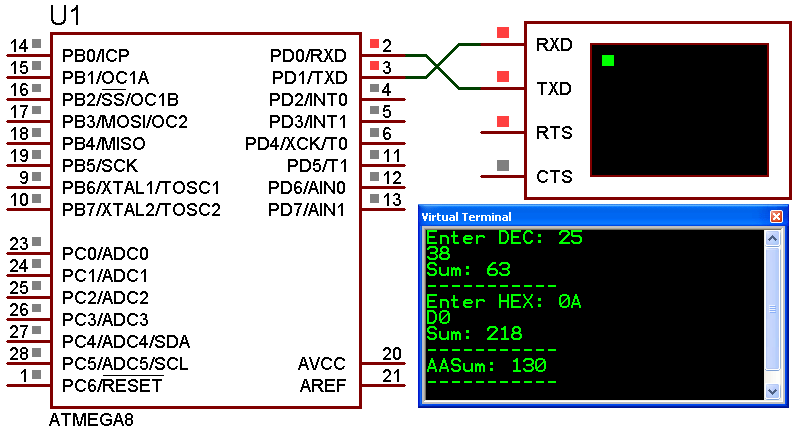 U1
14 PB0/ICP
15 PB1/OC1A
16 PB2/SS/OC1B
17 PB3/MOSI/OC2
18 PB4/MISO
19 PB5/SCK
9 PB6/XTAL1/TOSC1
10 PB7/XTAL2/TOSC2
23 PC0/ADC0
24 PC1/ADC1
25 PC2/ADC2
26 PC3/ADC3
27 PC4/ADC4/SDA
28 PC5/ADC5/SCL
1 PC6/RESET
PD0/RXD 2
PD1/TXD 3
PD2/INT0 4
PD3/INT1 5
PD4/XCK/T0 6
PD5/T1 11
PD6/AIN0 12
PD7/AIN1 13
AVCC 20
AREF 21
ATMEGA8
RXD
TXD
RTS
CTS
Virtual Terminal
Enter DEC: 25
38
Sum: 63
------------
Enter HEX: 0A
D0
Sum: 218
------------
AASum: 130
------------